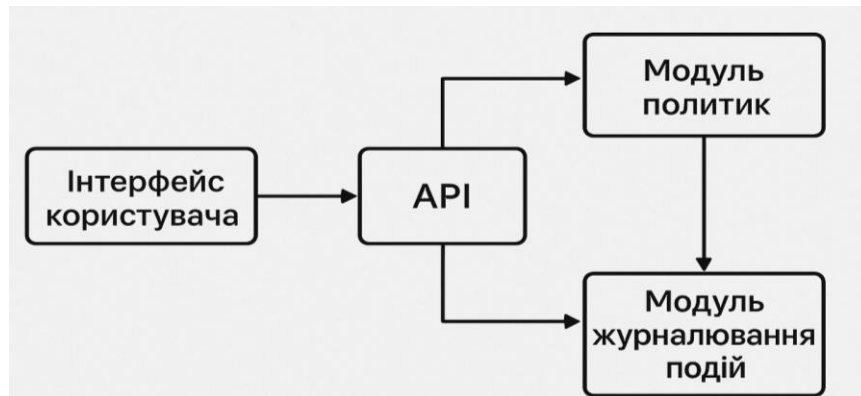 Інтерфейс
користувача
API
Модуль
политик
Модуль
журналювання
подій